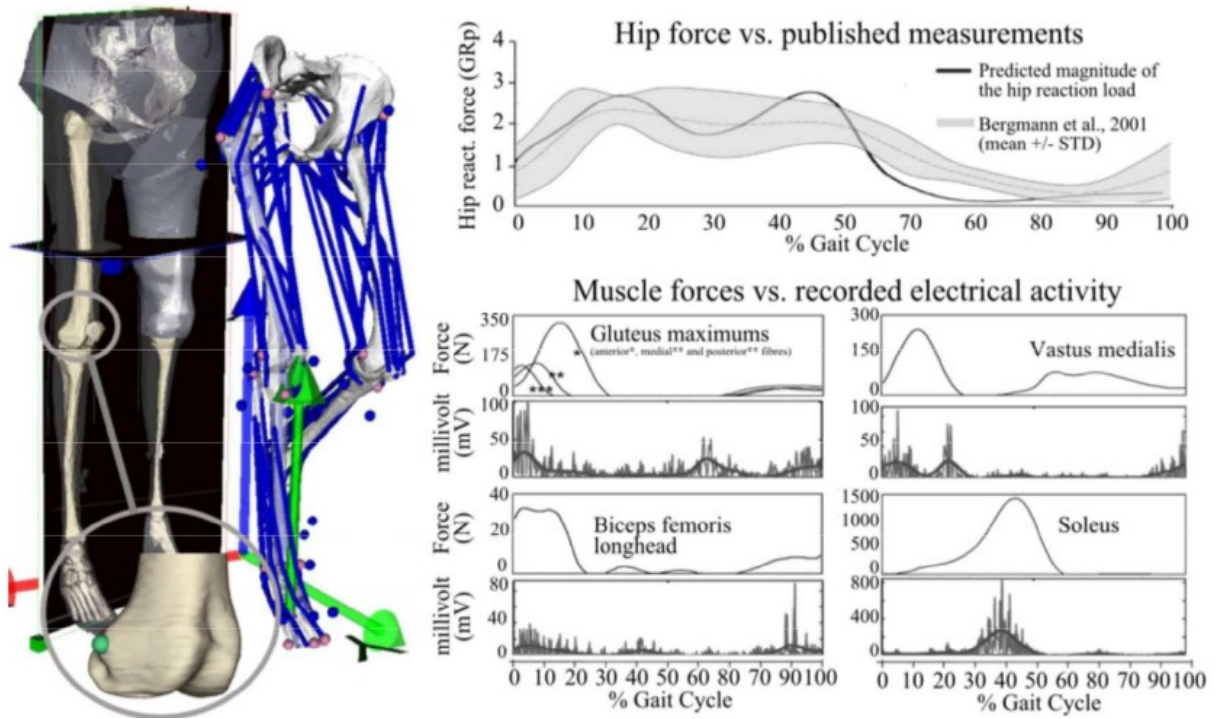 Hip force vs. published measurements
Hip react. force (GRp)
4
3
2
1
0
Predicted magnitude of
the hip reaction load
Bergmann et al., 2001
(mean +/- STD)
0 10 20 30 40 50 70 60 70 80 90 100
% Gait Cycle
Muscle forces vs. recorded electrical activity
Force
(N)
350
175
0
Gluteus maximums
(anterior*, medial** and posterior** fibres)
*
**
***
300
150
0
Vastus medialis
millivolt
(mV)
100
50
0
100
50
0
Force
(N)
40
20
0
Biceps femoris
longhead
1500
1000
500
0
Soleus
millivolt
(mV)
80
40
0
800
400
0
0 10 20 30 40 50 70 60 70 80 90 100
% Gait Cycle
0 10 20 30 40 50 70 60 70 80 90 100
% Gait Cycle